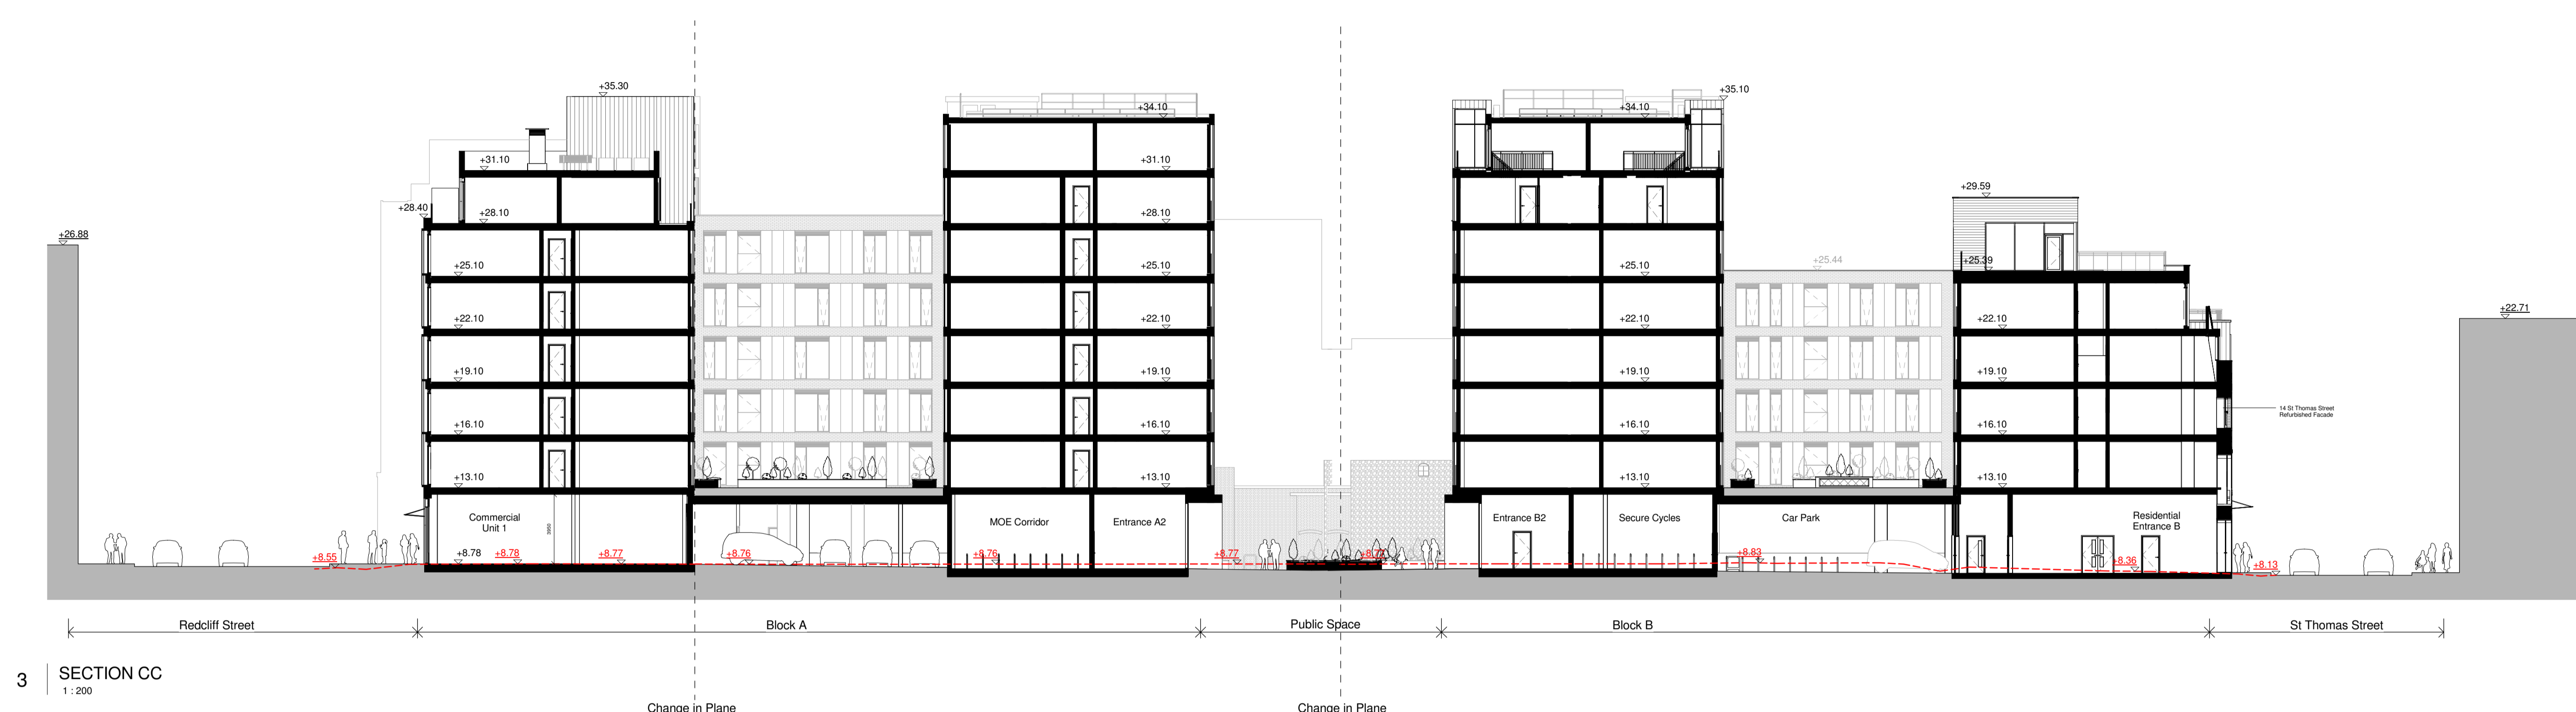 +35.30
+34.10
+34.10
+35.10
+31.10
+31.10
+29.59
+28.40
+28.10
+28.10
+26.88
+25.10
+25.10
+25.10
+25.44
+25.39
+22.10
+22.10
+22.10
+22.10
+22.71
+19.10
+19.10
+19.10
+19.10
14 St Thomas Street
Refurbished Facade
+16.10
+16.10
+16.10
+16.10
+13.10
+13.10
+13.10
+13.10
Commercial
Unit 1
3950
MOE Corridor
Entrance A2
Entrance B2
Secure Cycles
Car Park
Residential
Entrance B
+8.55
+8.78
+8.78
+8.77
+8.76
+8.76
+8.77
+8.83
+8.36
+8.13
Redcliff Street
Block A
Public Space
Block B
St Thomas Street
3
SECTION CC
1 : 200
Change in Plane
Change in Plane